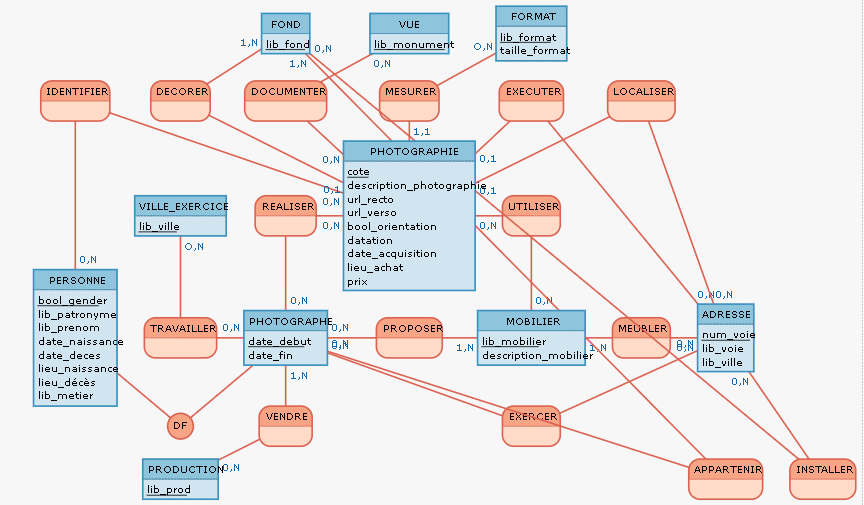 FOND
lib_fond
VUE
lib_monument
FORMAT
lib_format
taille_format
1,N
0,N
1,N
0,N
0,N
IDENTIFIER
DECORER
DOCUMENTER
MESURER
EXECUTER
LOCALISER
1,1
0,N
0,1
PHOTOGRAPHIE
cote
description_photographie
url_recto
url_verso
bool_orientation
datation
date_acquisition
lieu_achat
prix
0,1
0,N
0,N
0,1
0,N
VILLE_EXERCICE
lib_ville
0,N
REALISER
0,N
UTILISER
0,N
0,N
PERSONNE
bool_gender
lib_patronyme
lib_prenom
date_naissance
date_deces
lieu_naissance
lieu_décès
lib_metier
TRAVAILLER
0,N
PHOTOGRAPHE
date_debut
date_fin
0,N
0,N
1,N
PROPOSER
1,N
MOBILIER
lib_mobilier
description_mobilier
1,N
MEUBLER
0,N
0,N
0,N
0,N
ADRESSE
num_voie
lib_voie
lib_ville
0,N
DF
VENDRE
EXERCER
PRODUCTION
lib_prod
0,N
APPARTENIR
INSTALLER